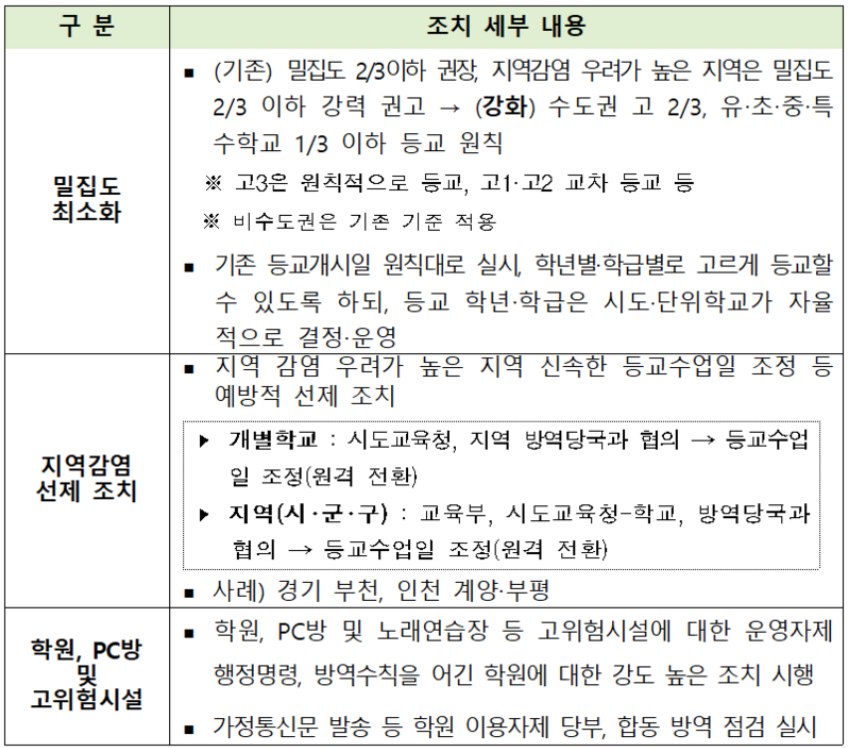 구 분
조치 세부 내용
밀집도
최소화
▪ (기존) 밀집도 2/3이하 권장, 지역감염 우려가 높은 지역은 밀집도
2/3 이하 강력 권고 → (강화) 수도권 고 2/3, 유·초·중·특
수학교 1/3 이하 등교 원칙
※ 고3은 원칙적으로 등교, 고1·고2 교차 등교 등
※ 비수도권은 기존 기준 적용
▪ 기존 등교개시일 원칙대로 실시, 학년별·학급별로 고르게 등교할
수 있도록 하되, 등교 학년·학급은 시도·단위학교가 자율
적으로 결정·운영
지역감염
선제 조치
▪ 지역 감염 우려가 높은 지역 신속한 등교수업일 조정 등
예방적 선제 조치
▶ 개별학교 : 시도교육청, 지역 방역당국과 협의 → 등교수업
일 조정(원격 전환)
▶ 지역(시·군·구) : 교육부, 시도교육청-학교, 방역당국과
협의 → 등교수업일 조정(원격 전환)
▪ 사례) 경기 부천, 인천 계양·부평
학원, PC방
및
고위험시설
▪ 학원, PC방 및 노래연습장 등 고위험시설에 대한 운영자제
행정명령, 방역수칙을 어긴 학원에 대한 강도 높은 조치 시행
▪ 가정통신문 발송 등 학원 이용자제 당부, 합동 방역 점검 실시